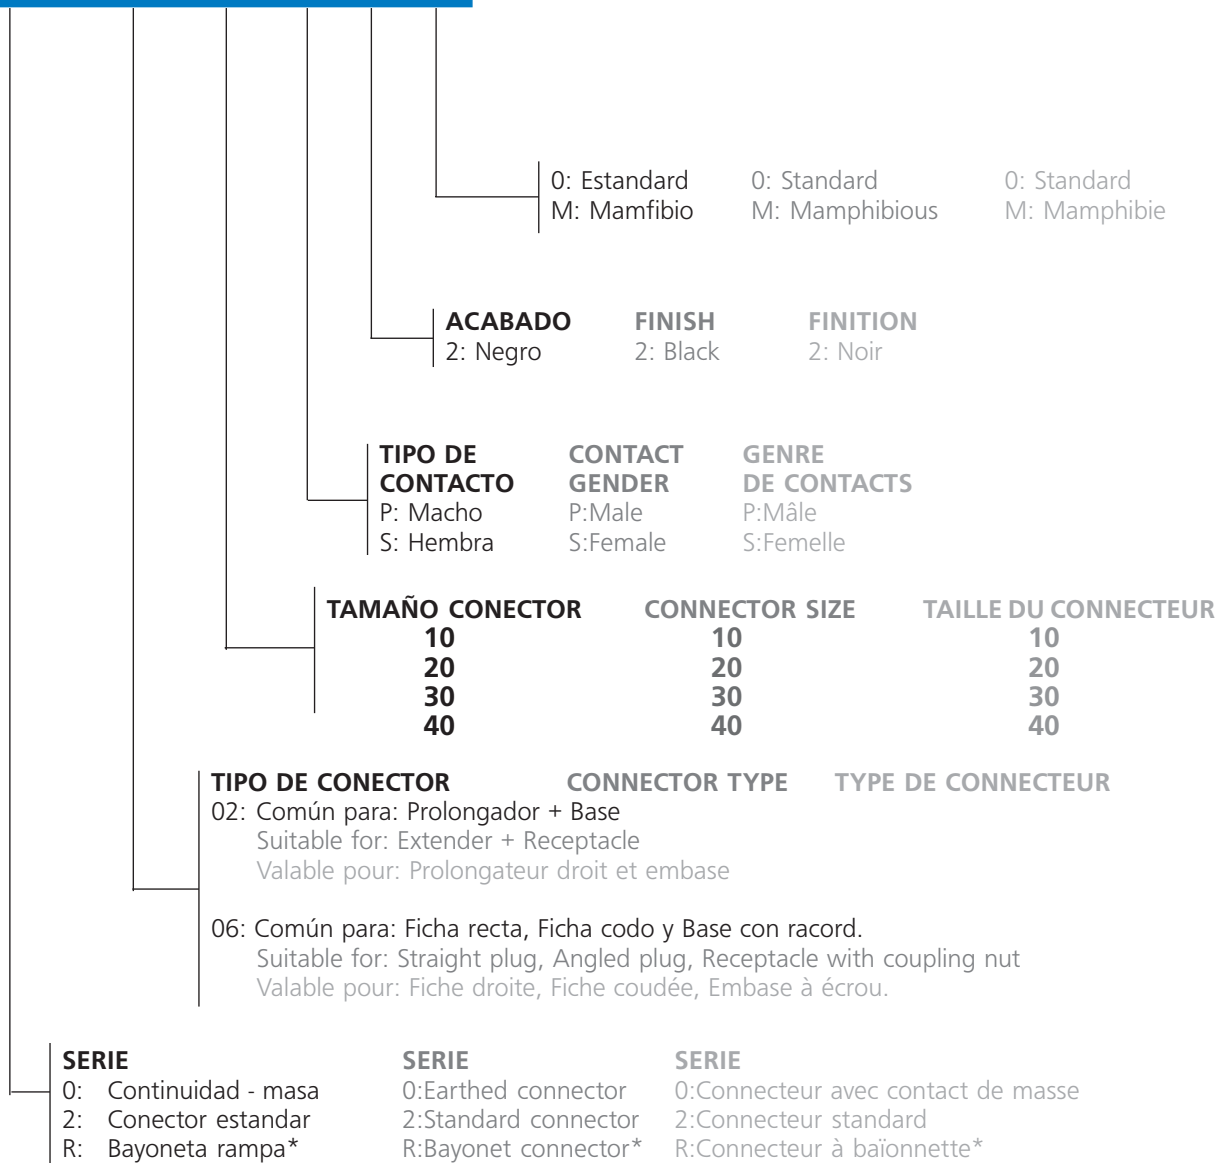 0: Estandard 0: Standard 0: Standard
M: Mamfibio M: Mamphibious M: Mamphibie
ACABADO FINISH FINITION
2: Negro 2: Black 2: Noir
TIPO DE CONTACT GENRE
CONTACTO GENDER DE CONTACTS
P: Macho P:Male P:Mâle
S: Hembra S:Female S:Femelle
TAMAÑO CONECTOR CONNECTOR SIZE TAILLE DU CONNECTEUR
10 10 10
20 20 20
30 30 30
40 40 40
TIPO DE CONECTOR CONNECTOR TYPE TYPE DE CONNECTEUR
02: Común para: Prolongador + Base
Suitable for: Extender + Receptacle
Valable pour: Prolongateur droit et embase
06: Común para: Ficha recta, Ficha codo y Base con racord.
Suitable for: Straight plug, Angled plug, Receptacle with coupling nut
Valable pour: Fiche droite, Fiche coudée, Embase à écrou.
SERIE SERIE SERIE
0: Continuidad - masa 0:Earthed connector 0:Connecteur avec contact de masse
2: Conector estandar 2:Standard connector 2:Connecteur standard
R: Bayoneta rampa* R:Bayonet connector* R:Connecteur à baïonnette*